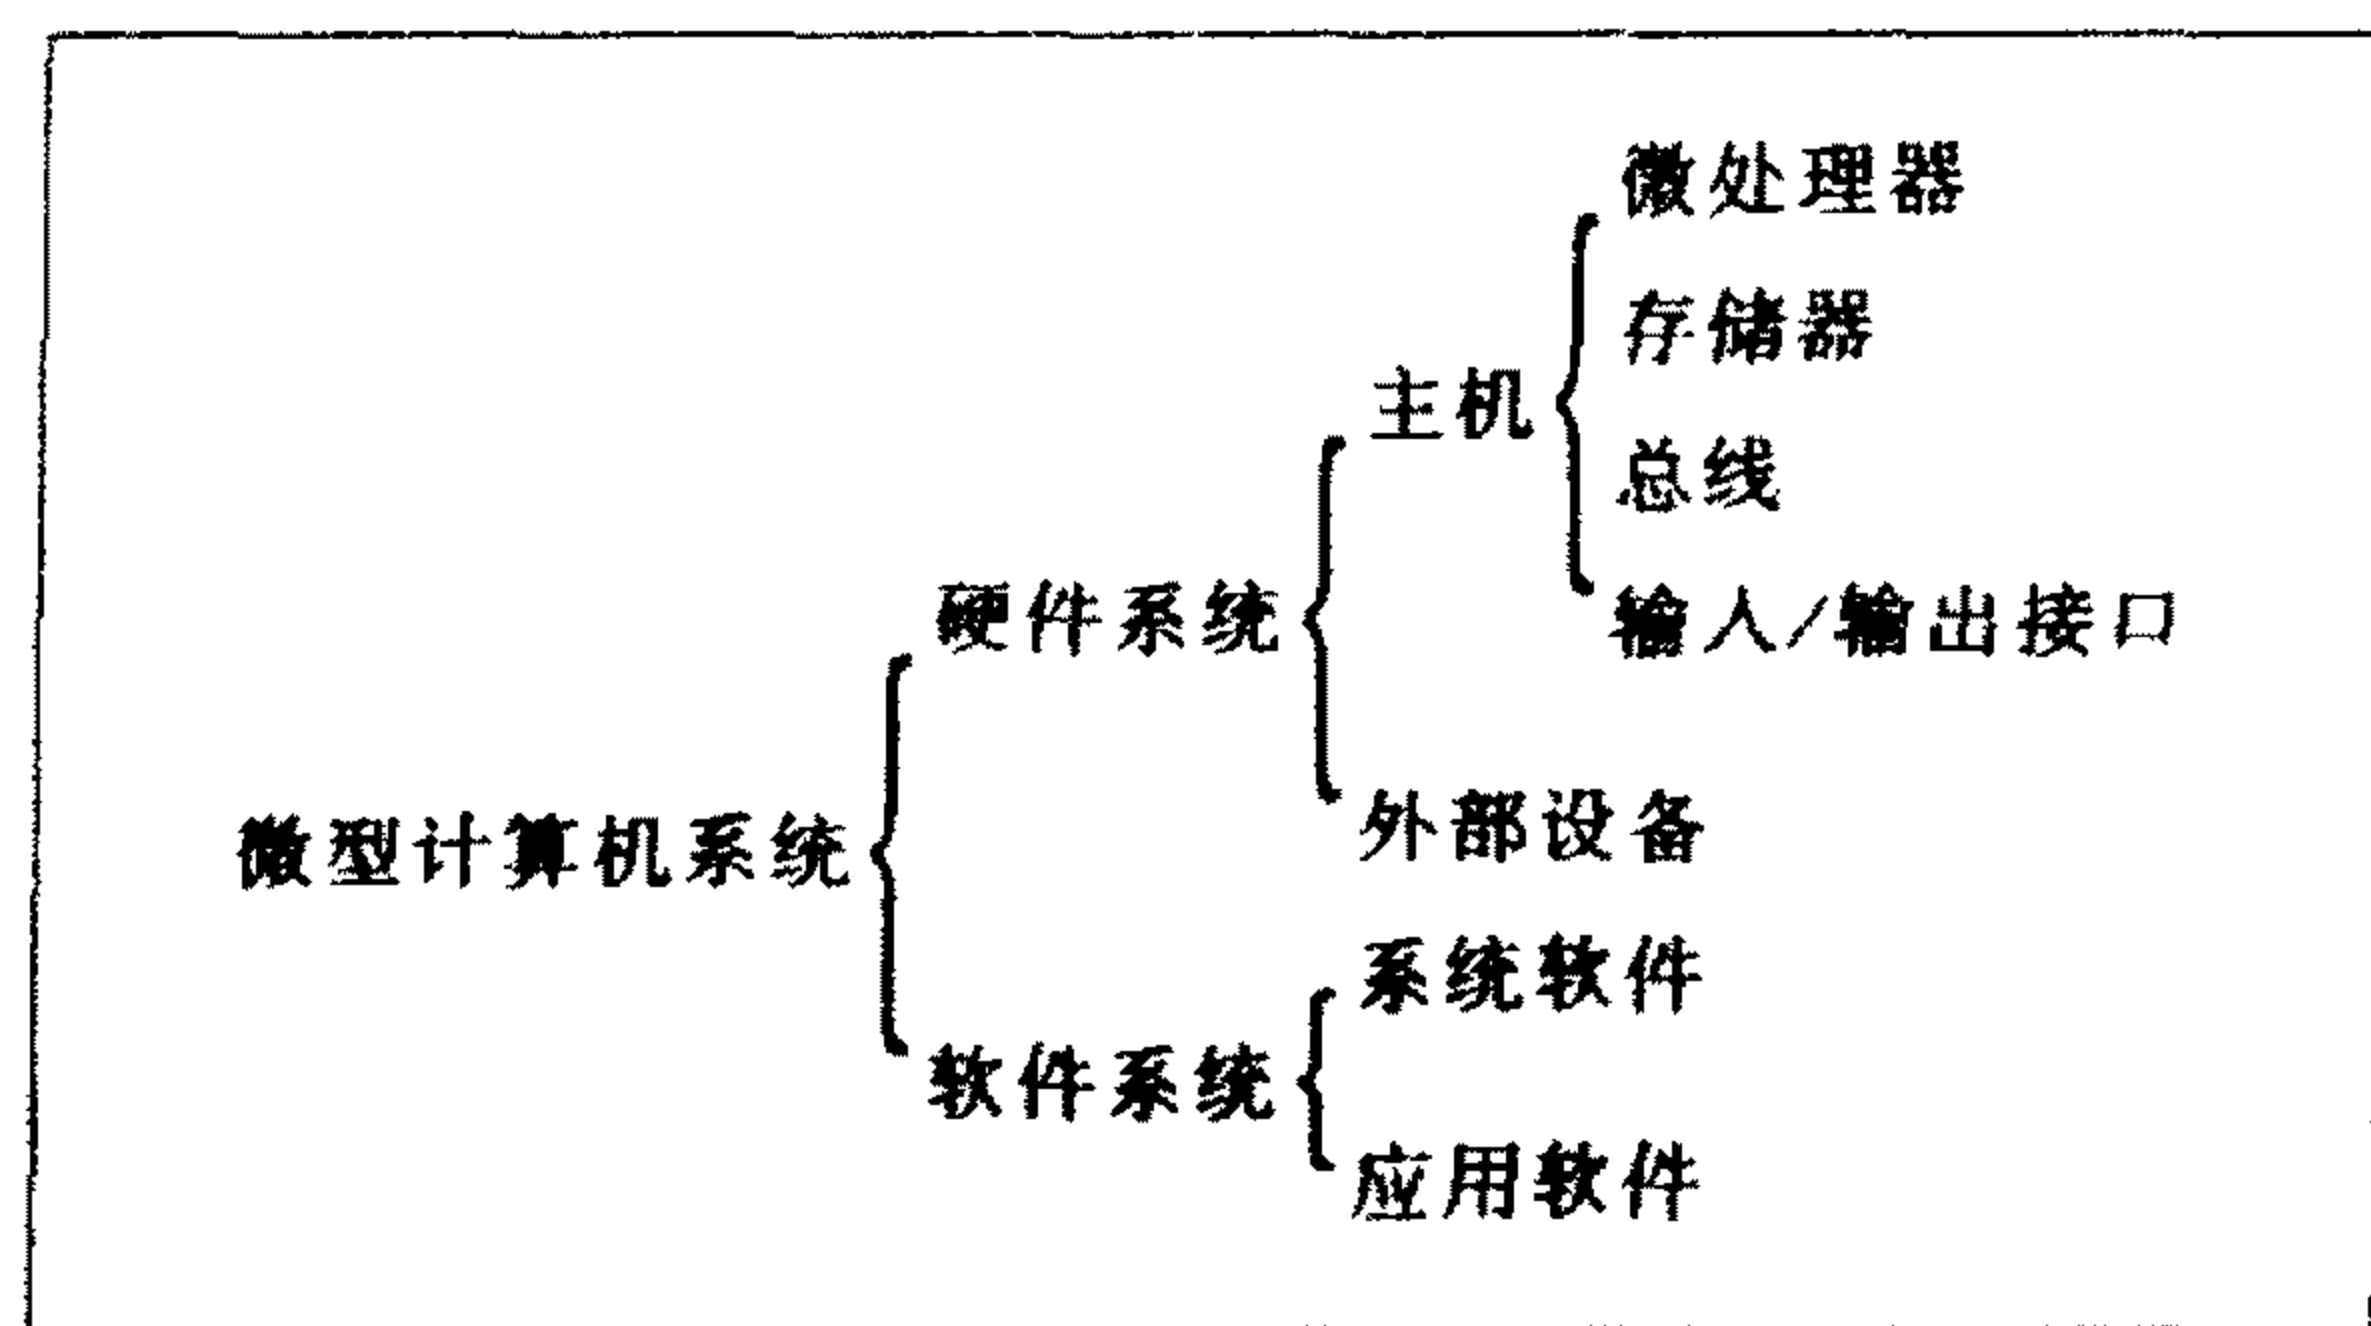 微处理器
存储器
主机
总线
硬件系统
输入/输出接口
微型计算机系统
外部设备
系统软件
软件系统
应用软件